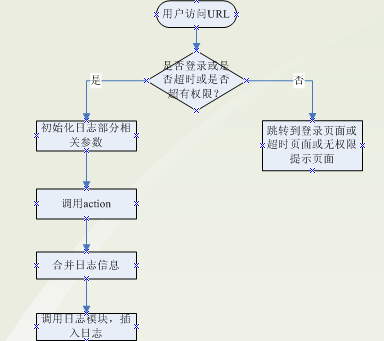 用户访问URL
是否登录或是
否超时或是否
超有权限？
是
否
初始化日志部分相
关参数
跳转到登录页面或
超时页面或无权限
提示页面
调用action
合并日志信息
调用日志模块，插
入日志